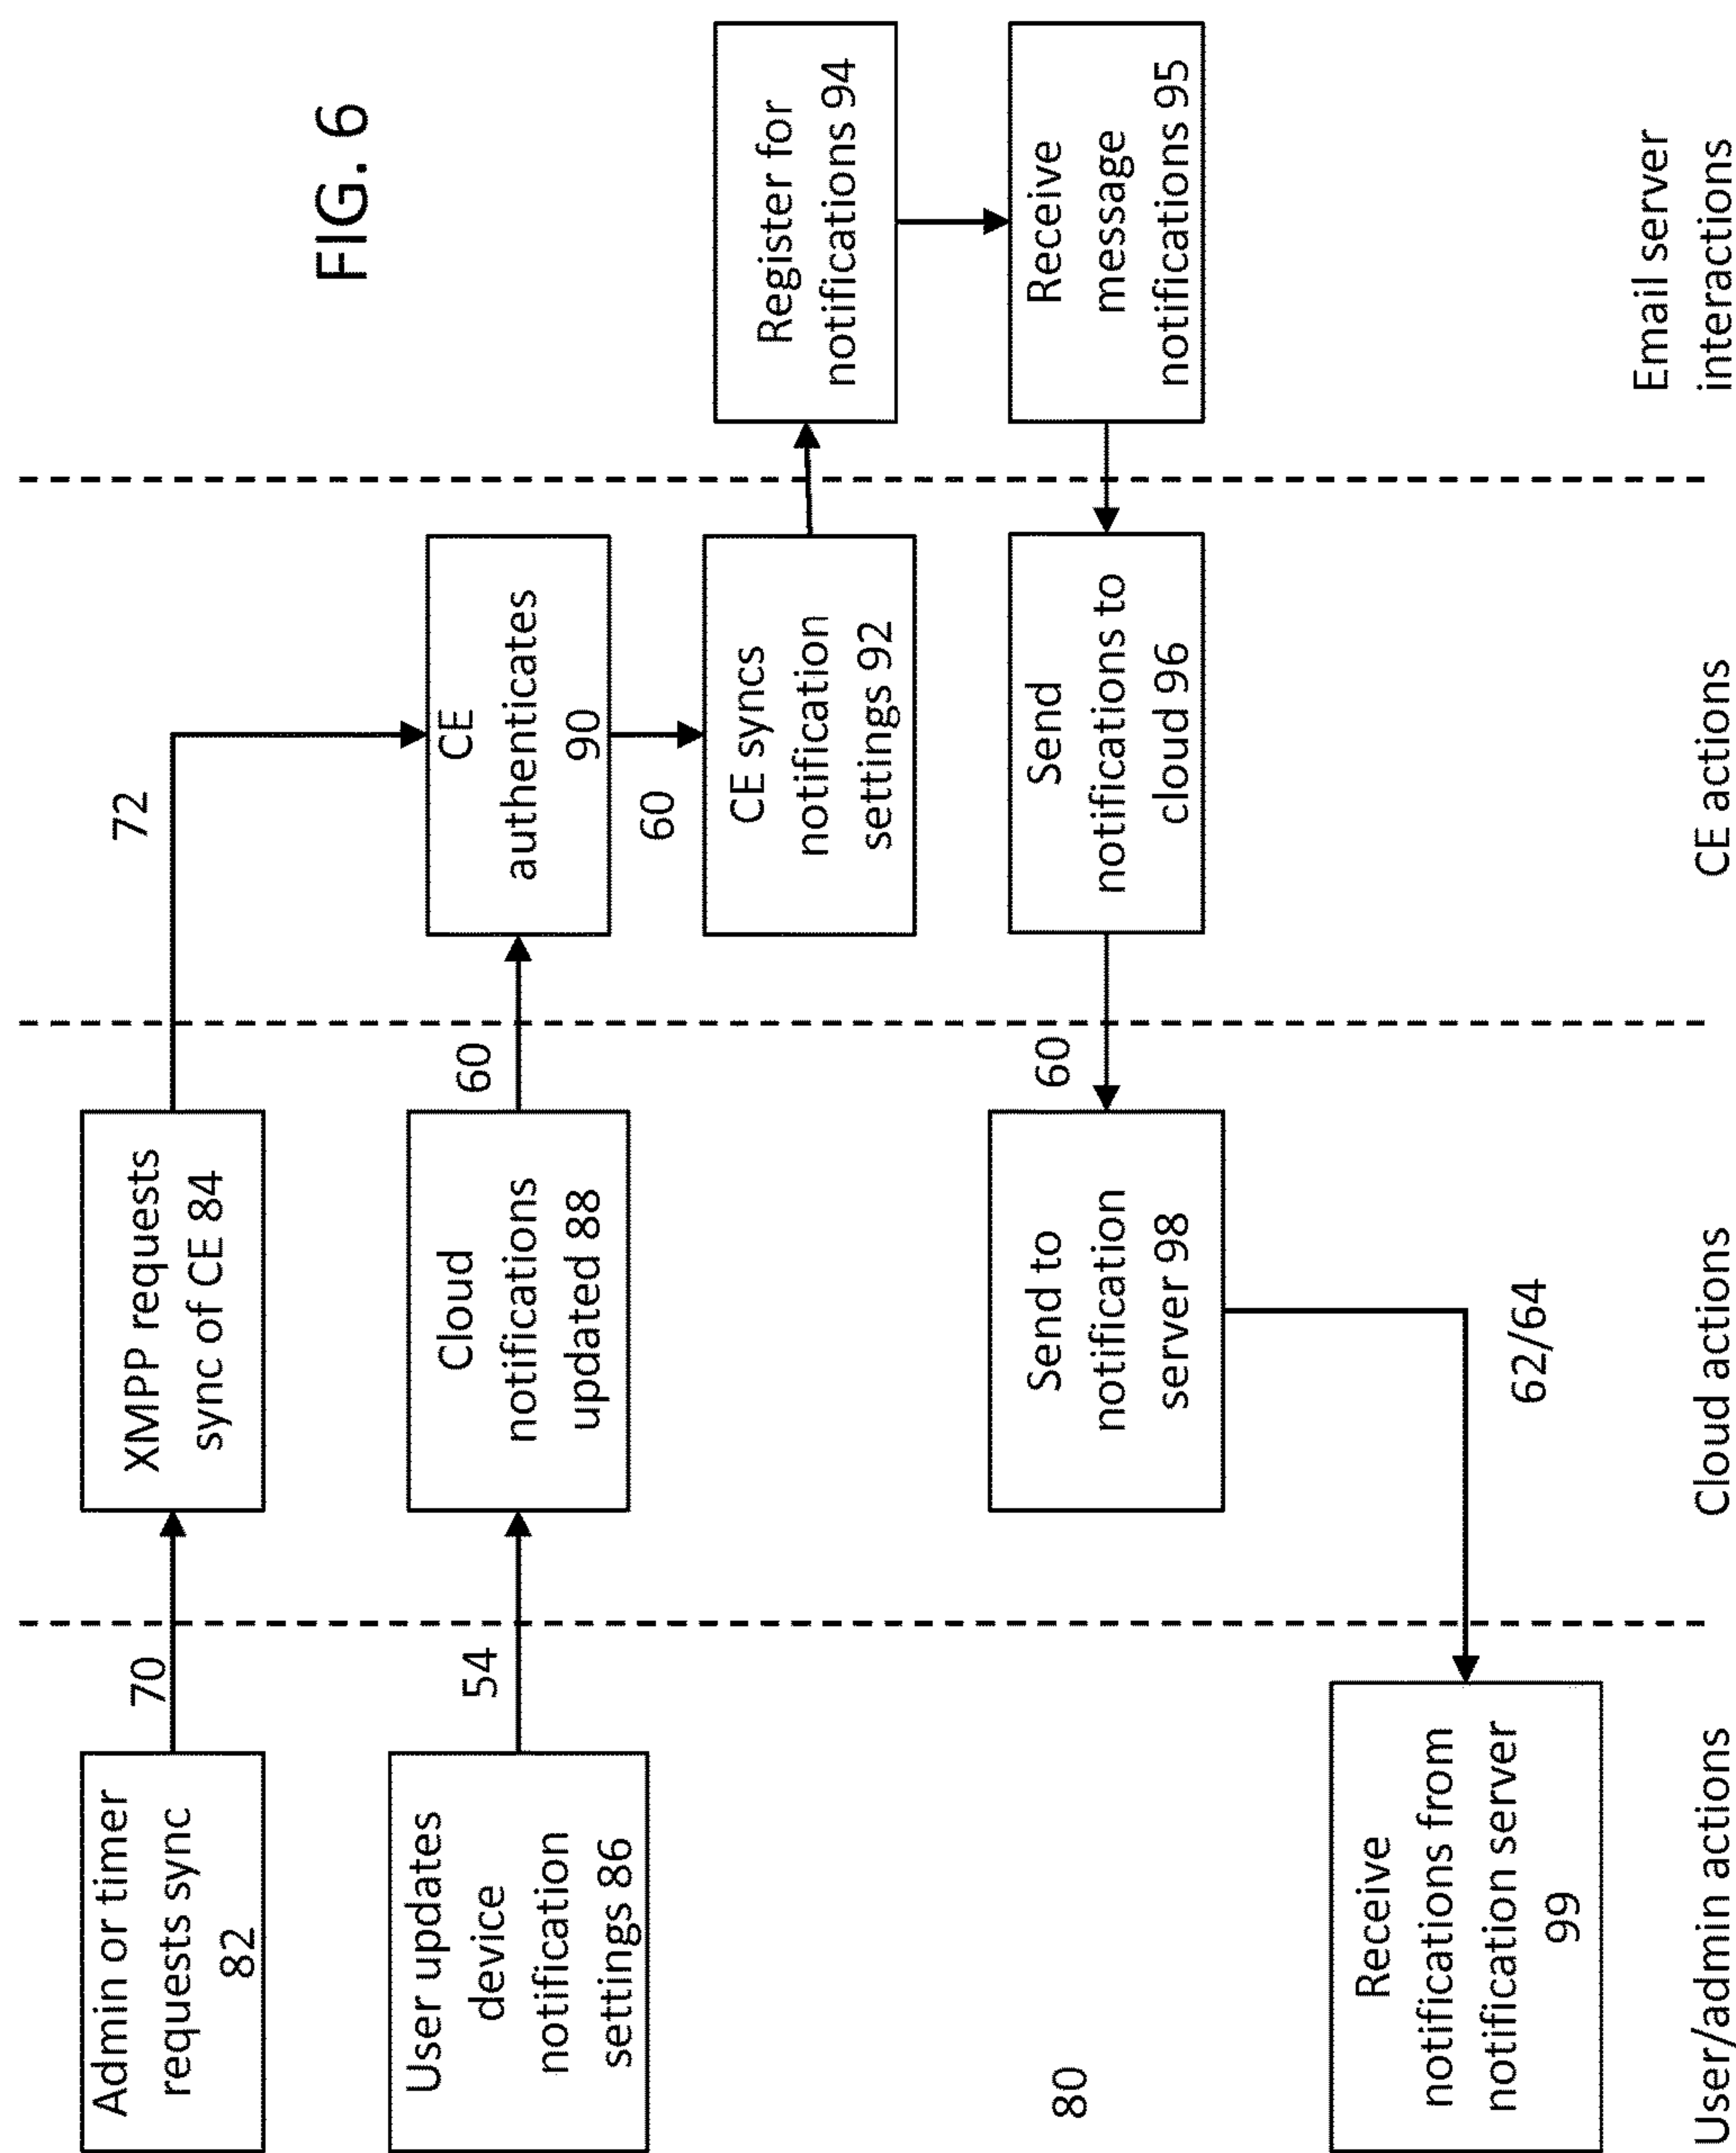 FIG. 6
Admin or timer
requests sync
82
70
XMPP requests
sync of CE 84
72
User updates
device
notification
settings 86
54
Cloud
notifications
updated 88
60
CE
authenticates
90
60
CE syncs
notification
settings 92
Register for
notifications 94
Receive
message
notifications 95
Send
notifications to
cloud 96
60
Send to
notification
server 98
62/64
Receive
notifications from
notification server
99
80
User/admin actions
Cloud actions
CE actions
Email server
interactions